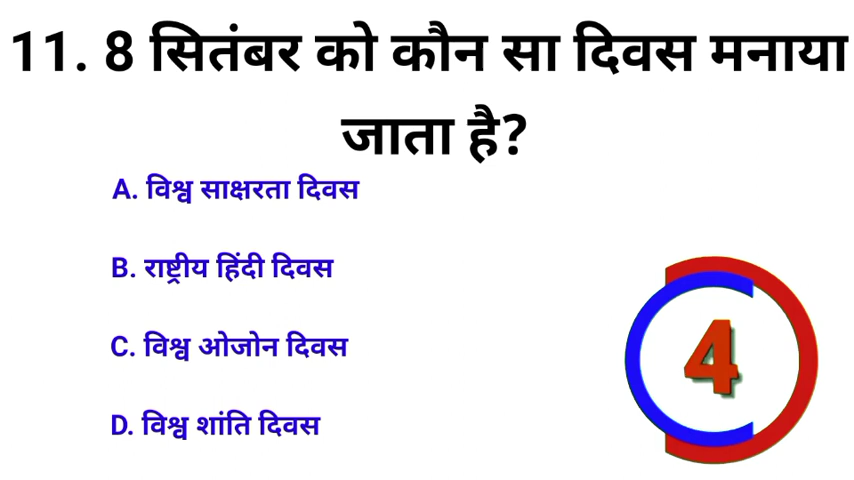 11. 8 सितंबर को कौन सा दिवस मनाया
जाता है?
A. विश्व साक्षरता दिवस
B. राष्ट्रीय हिंदी दिवस
C. विश्व ओजोन दिवस
D. विश्व शांति दिवस
4